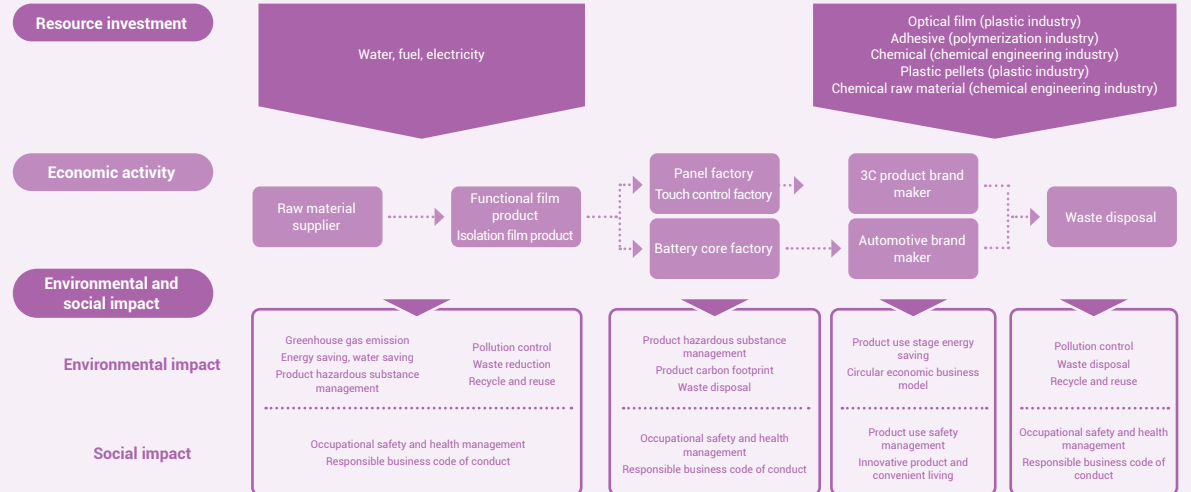 Resource investment
Water, fuel, electricity
Optical film (plastic industry)
Adhesive (polymerization industry)
Chemical (chemical engineering industry)
Plastic pellets (plastic industry)
Chemical raw material (chemical engineering industry)
Economic activity
Raw material
supplier
Functional film
product
Isolation film product
Panel factory
Touch control factory
Battery core factory
3C product brand
maker
Automotive brand
maker
Waste disposal
Environmental and
social impact
Environmental impact
Greenhouse gas emission
Energy saving, water saving
Product hazardous substance
management
Pollution control
Waste reduction
Recycle and reuse
Product hazardous substance
management
Product carbon footprint
Waste disposal
Product use stage energy
saving
Circular economic business
model
Pollution control
Waste disposal
Recycle and reuse
Social impact
Occupational safety and health management
Responsible business code of conduct
Occupational safety and health
management
Responsible business code of conduct
Product use safety
management
Innovative product and
convenient living
Occupational safety and health
management
Responsible business code of
conduct